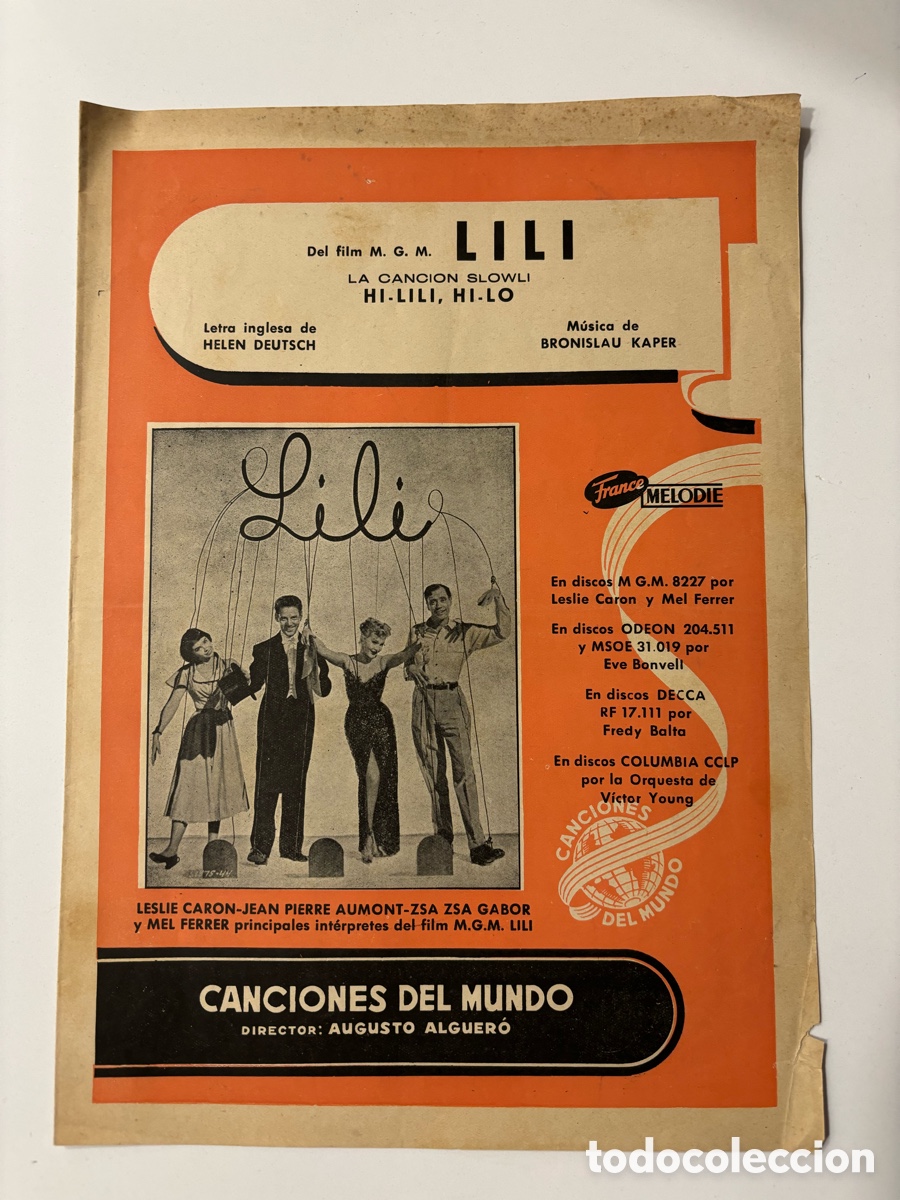 Del film M. G. M. LILI
LA CANCION SLOWLI
HI-LILI, HI-LO
Letra inglesa de
HELEN DEUTSCH
Música de
BRONISLAU KAPER
Lili
France MELODIE
En discos M G.M. 8227 por
Leslie Caron y Mel Ferrer
En discos ODEON 204.511
y MSOE 31.019 por
Eve Bonvell
En discos DECCA
RF 17.111 por
Fredy Balta
En discos COLUMBIA CCLP
por la Orquesta de
Víctor Young
CANCIONES
DEL MUNDO
LESLIE CARON-JEAN PIERRE AUMONT-ZSA ZSA GABOR
y MEL FERRER principales intérpretes del film M.G.M. LILI
CANCIONES DEL MUNDO
DIRECTOR: AUGUSTO ALGUERÓ
todocoleccion